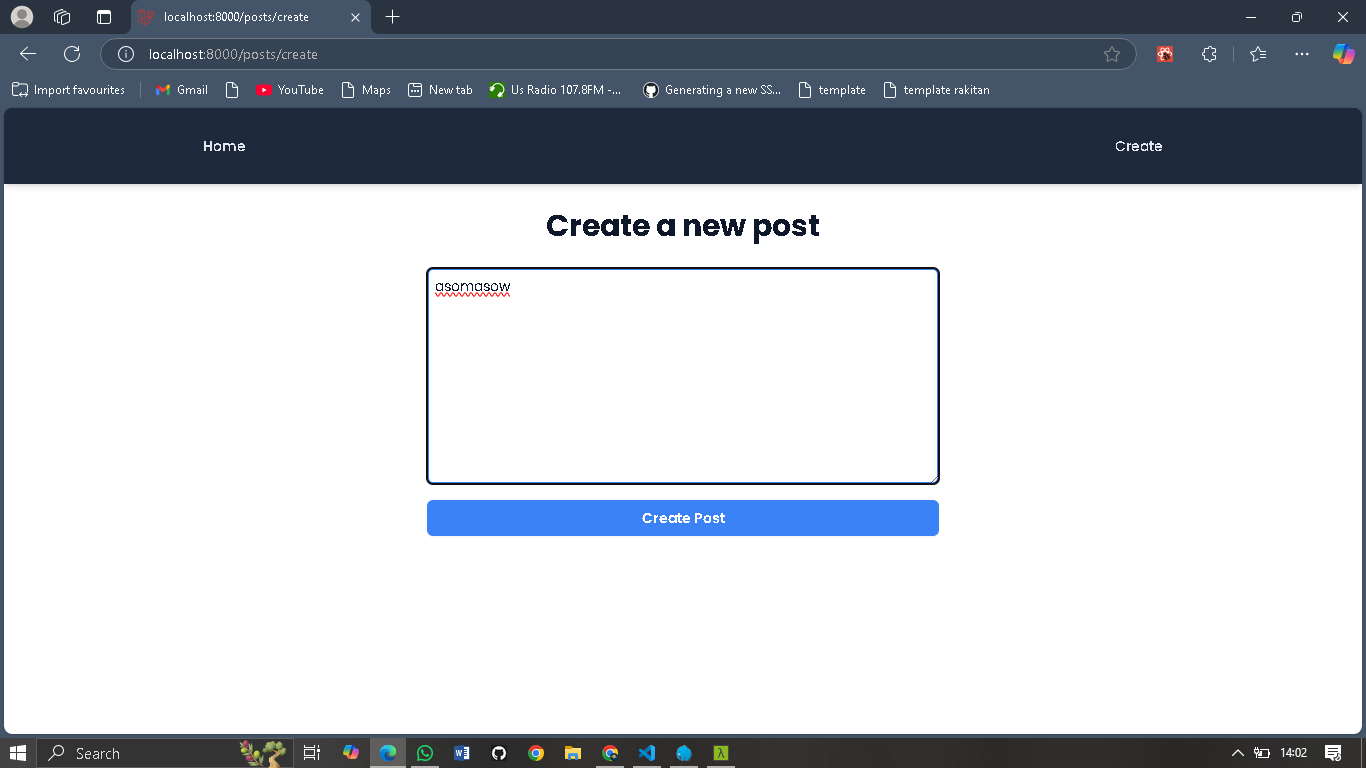 localhost:8000/posts/create
localhost:8000/posts/create
Import favourites
Gmail
YouTube
Maps
New tab
Us Radio 107.8FM -...
Generating a new SS...
template
template rakitan
Home
Create
Create a new post
asomasow
Create Post
Search
14:02